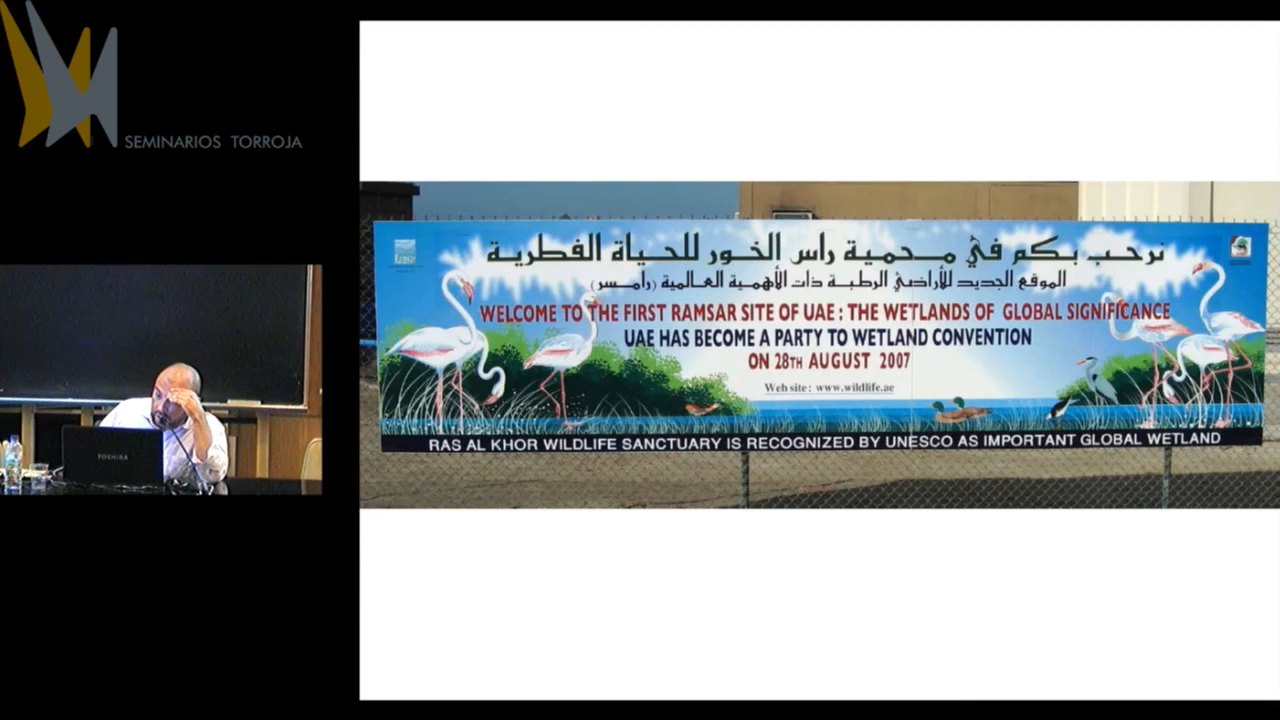 SEMINARIOS TORROJA
TOSHIBA
نرحب بكم في محمية راس الخور للحياة الفطرية
الموقع الجديد للأراضي الرطبة ذات الأهمية العالمية (رامسر)
WELCOME TO THE FIRST RAMSAR SITE OF UAE : THE WETLANDS OF GLOBAL SIGNIFICANCE
UAE HAS BECOME A PARTY TO WETLAND CONVENTION
ON 28TH AUGUST 2007
Web site : www.wildlife.ae
RAS AL KHOR WILDLIFE SANCTUARY IS RECOGNIZED BY UNESCO AS IMPORTANT GLOBAL WETLAND